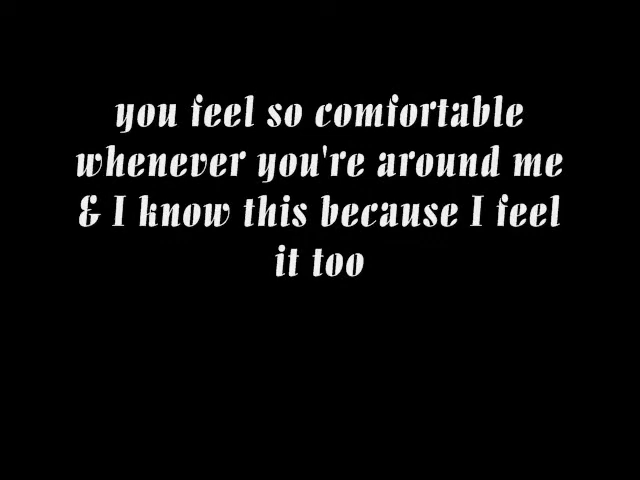 you feel so comfortable
whenever you're around me
& I know this because I feel
it too